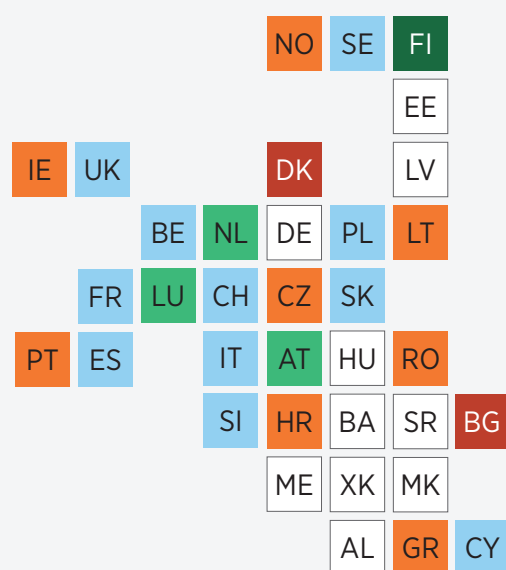 NO SE FI
EE
IE UK DK LV
BE NL DE PL LT
FR LU CH CZ SK
PT ES IT AT HU RO
SI HR BA SR BG
ME XK MK
AL GR CY